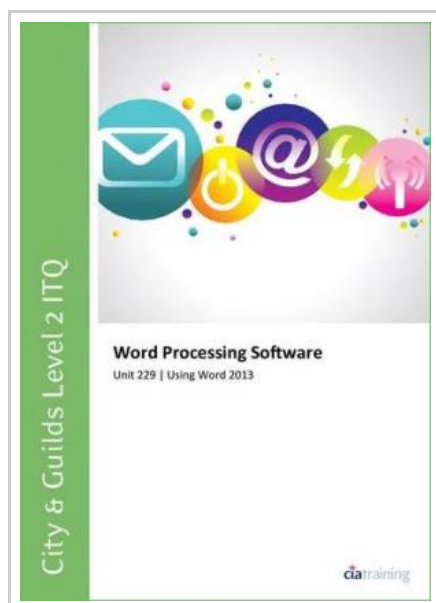 City & Guilds Level 2 ITQ
@
Word Processing Software
Unit 229 | Using Word 2013
ciatraining